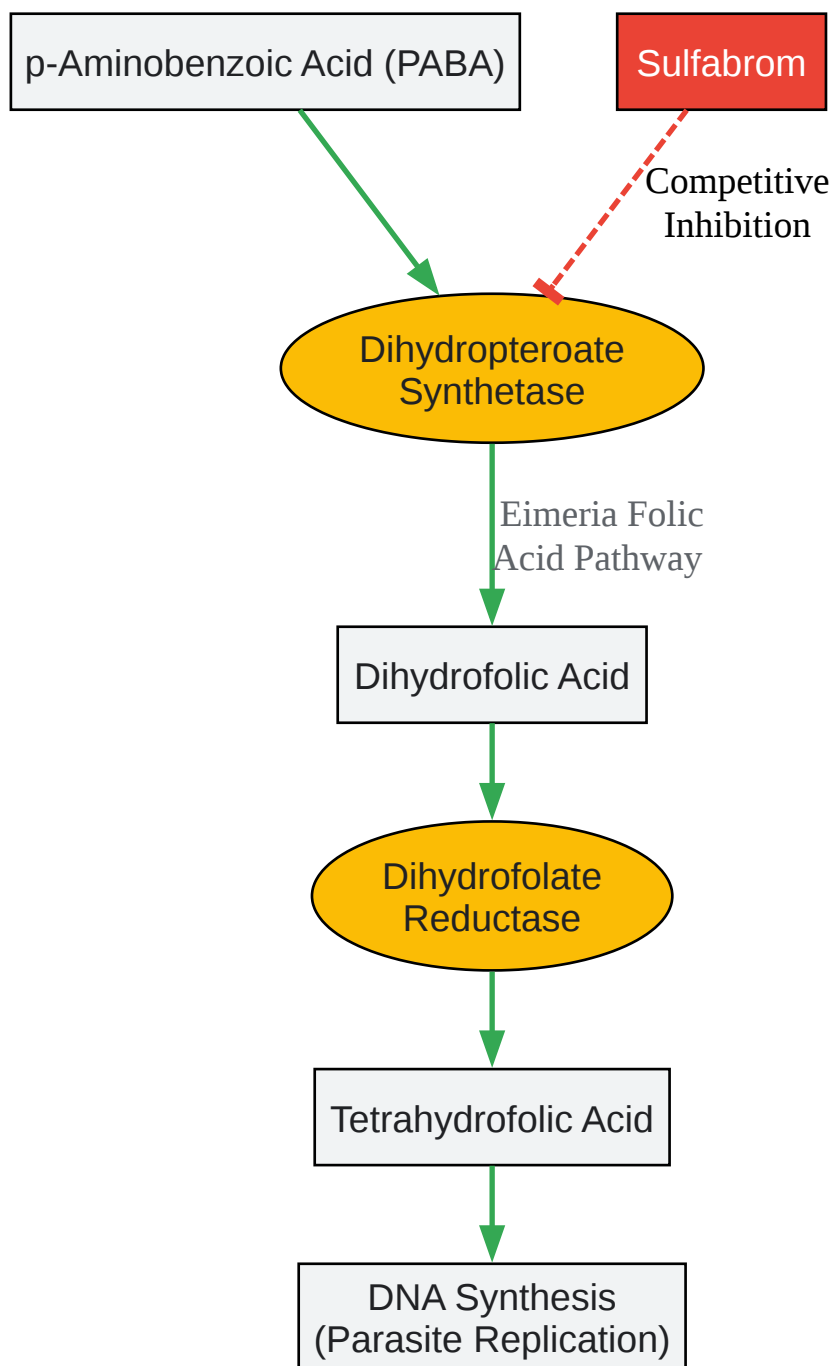 p-Aminobenzoic Acid (PABA)
Sulfabrom
Competitive
Inhibition
Dihydropteroate
Synthetase
Eimeria Folic
Acid Pathway
Dihydrofolic Acid
Dihydrofolate
Reductase
Tetrahydrofolic Acid
DNA Synthesis
(Parasite Replication)